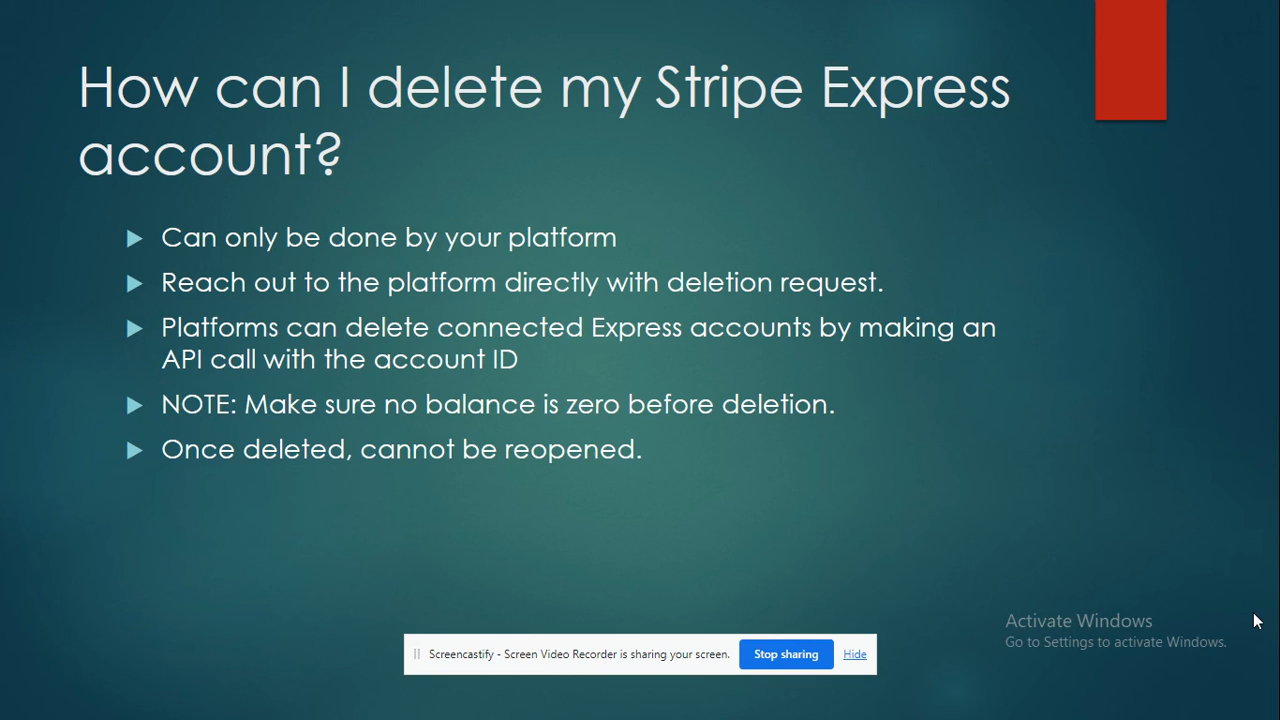 How can I delete my Stripe Express
account?
Can only be done by your platform
Reach out to the platform directly with deletion request.
Platforms can delete connected Express accounts by making an
API call with the account ID
NOTE: Make sure no balance is zero before deletion.
Once deleted, cannot be reopened.
Activate Windows
Go to Settings to activate Windows.
Screencastify - Screen Video Recorder is sharing your screen. Stop sharing Hide